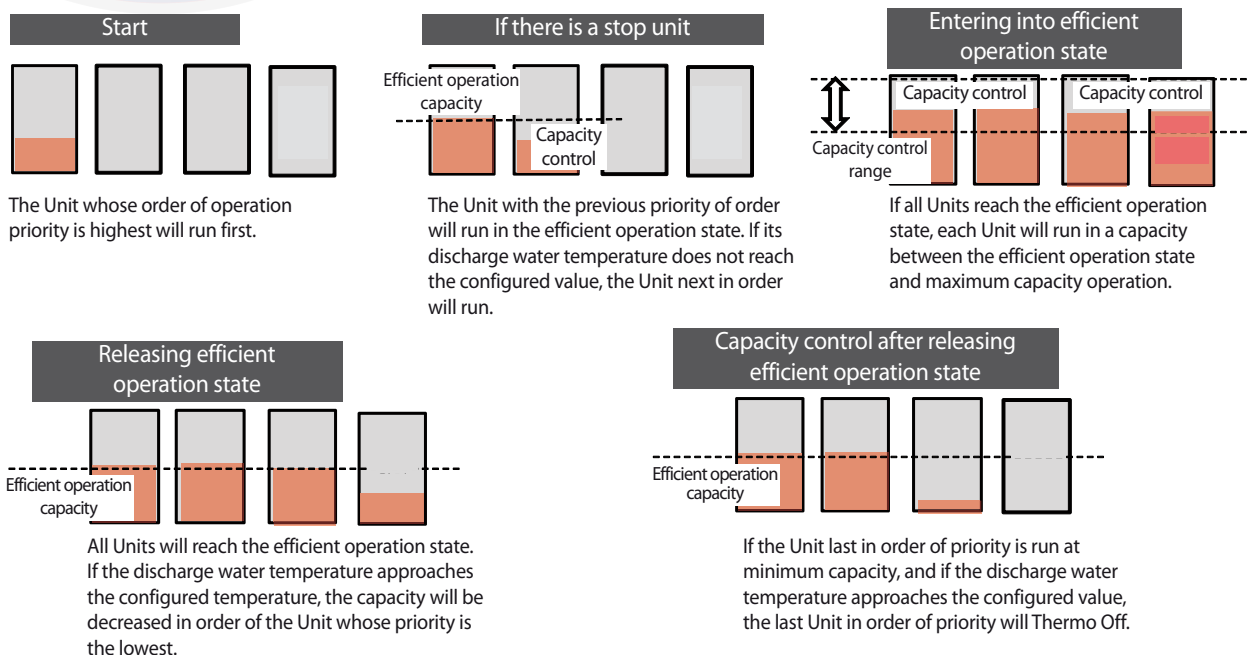 Start
The Unit whose order of operation
priority is highest will run first.
If there is a stop unit
Efficient operation
capacity
Capacity
control
The Unit with the previous priority of order
will run in the efficient operation state. If its
discharge water temperature does not reach
the configured value, the Unit next in order
will run.
Entering into efficient
operation state
Capacity control
Capacity control
Capacity control
range
If all Units reach the efficient operation
state, each Unit will run in a capacity
between the efficient operation state
and maximum capacity operation.
Releasing efficient
operation state
Efficient operation
capacity
All Units will reach the efficient operation state.
If the discharge water temperature approaches
the configured temperature, the capacity will be
decreased in order of the Unit whose priority is
the lowest.
Capacity control after releasing
efficient operation state
Efficient operation
capacity
If the Unit last in order of priority is run at
minimum capacity, and if the discharge water
temperature approaches the configured value,
the last Unit in order of priority will Thermo Off.